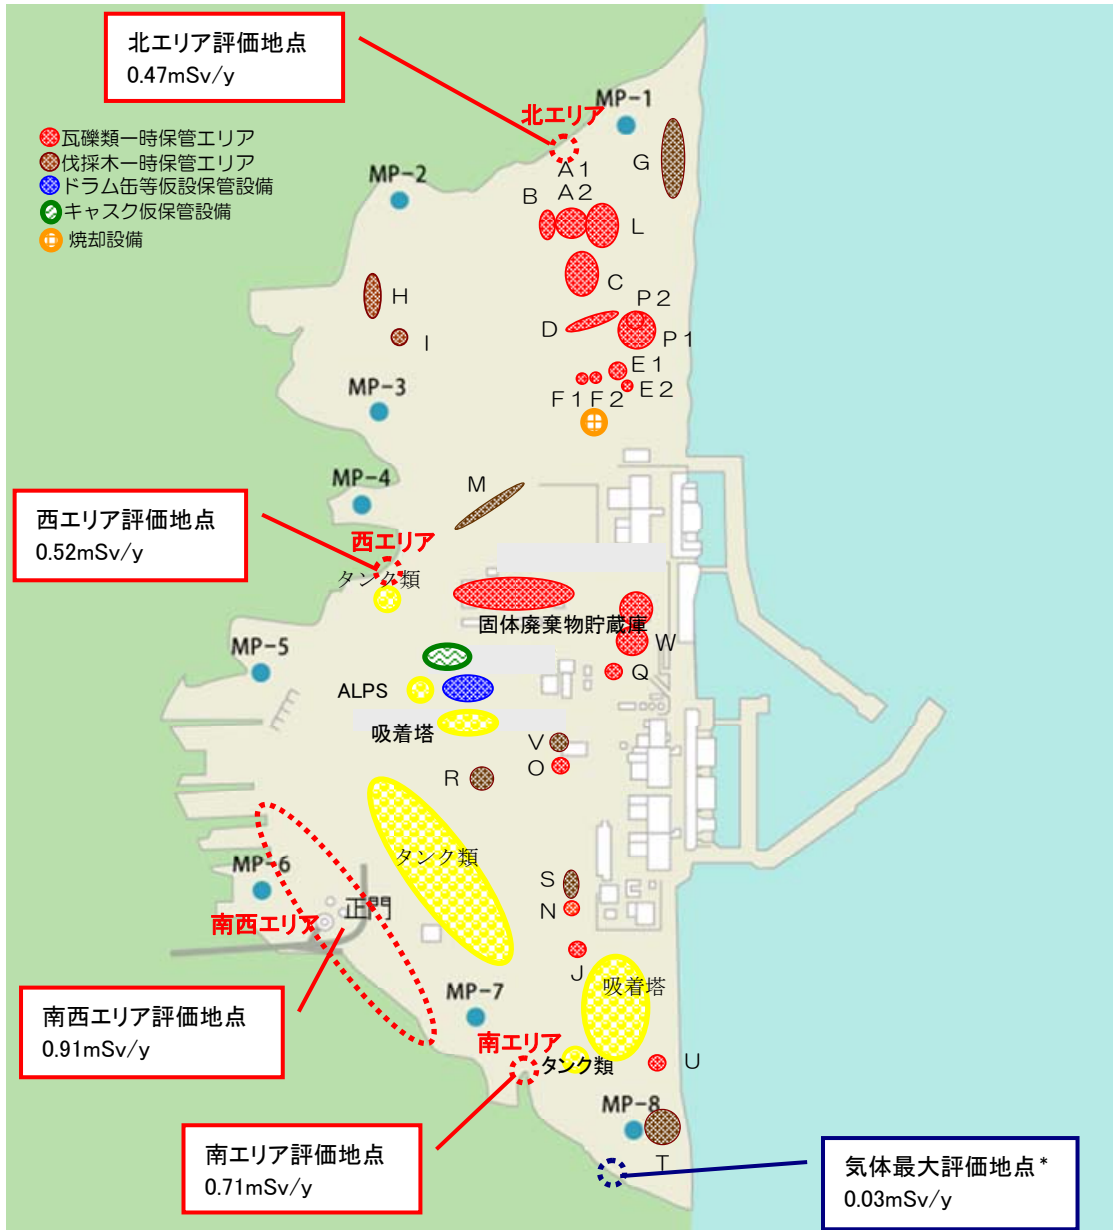 北エリア評価地点
0.47mSv/y
瓦礫類一時保管エリア
伐採木一時保管エリア
ドラム缶等仮設保管設備
キャスク仮保管設備
焼却設備
MP-1
北エリア
A1
A2
G
MP-2
B
L
H
C
P2
I
D
P1
E1
MP-3
F1 F2
E2
MP-4
M
西エリア評価地点
0.52mSv/y
西エリア
タンク類
固体廃棄物貯蔵庫
W
MP-5
Q
ALPS
吸着塔
V
O
R
タンク類
MP-6
S
正門
N
南西エリア
J
吸着塔
MP-7
南西エリア評価地点
0.91mSv/y
南エリア
タンク類
U
MP-8
T
南エリア評価地点
0.71mSv/y
気体最大評価地点*
0.03mSv/y